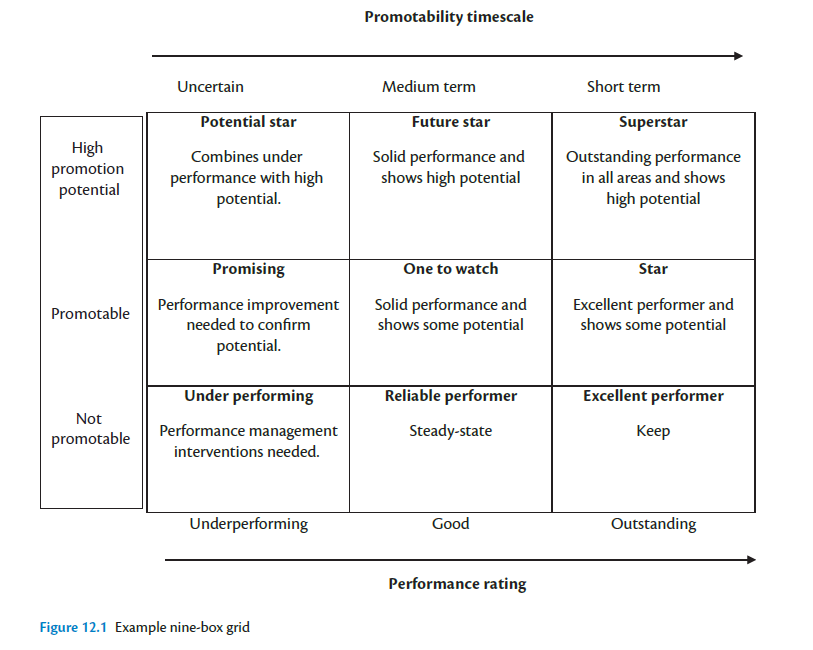 Promotability timescale
Uncertain Medium term Short term
High
promotion
potential
Potential star
Combines under
performance with high
potential.
Future star
Solid performance and
shows high potential
Superstar
Outstanding performance
in all areas and shows
high potential
Promotable
Promising
Performance improvement
needed to confirm
potential.
One to watch
Solid performance and
shows some potential
Star
Excellent performer and
shows some potential
Not
promotable
Under performing
Performance management
interventions needed.
Reliable performer
Steady-state
Excellent performer
Keep
Underperforming Good Outstanding
Performance rating
Figure 12.1 Example nine-box grid